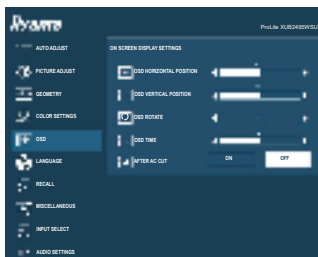 ProLite XUB2495WSU
AUTO ADJUST
ON SCREEN DISPLAY SETTINGS
PICTURE ADJUST
OSD HORIZONTAL POSITION
GEOMETRY
OSD VERTICAL POSITION
COLOR SETTINGS
OSD ROTATE
OSD
OSD TIME
LANGUAGE
AFTER AC CUT
ON
OFF
RECALL
MISCELLANEOUS
INPUT SELECT
AUDIO SETTINGS